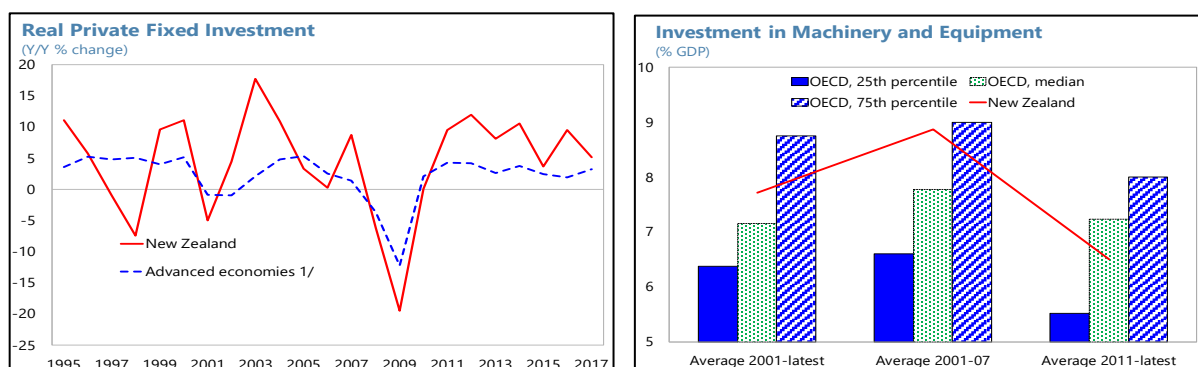 Real Private Fixed Investment
(Y/Y % change)
20
15
10
5
0
-5
-10
-15
-20
-25
New Zealand
Advanced economies 1/
1995 1997 1999 2001 2003 2005 2007 2009 2011 2013 2015 2017
Investment in Machinery and Equipment
(% GDP)
10
9
8
7
6
5
OECD, 25th percentile
OECD, median
OECD, 75th percentile
New Zealand
Average 2001-latest
Average 2001-07
Average 2011-latest